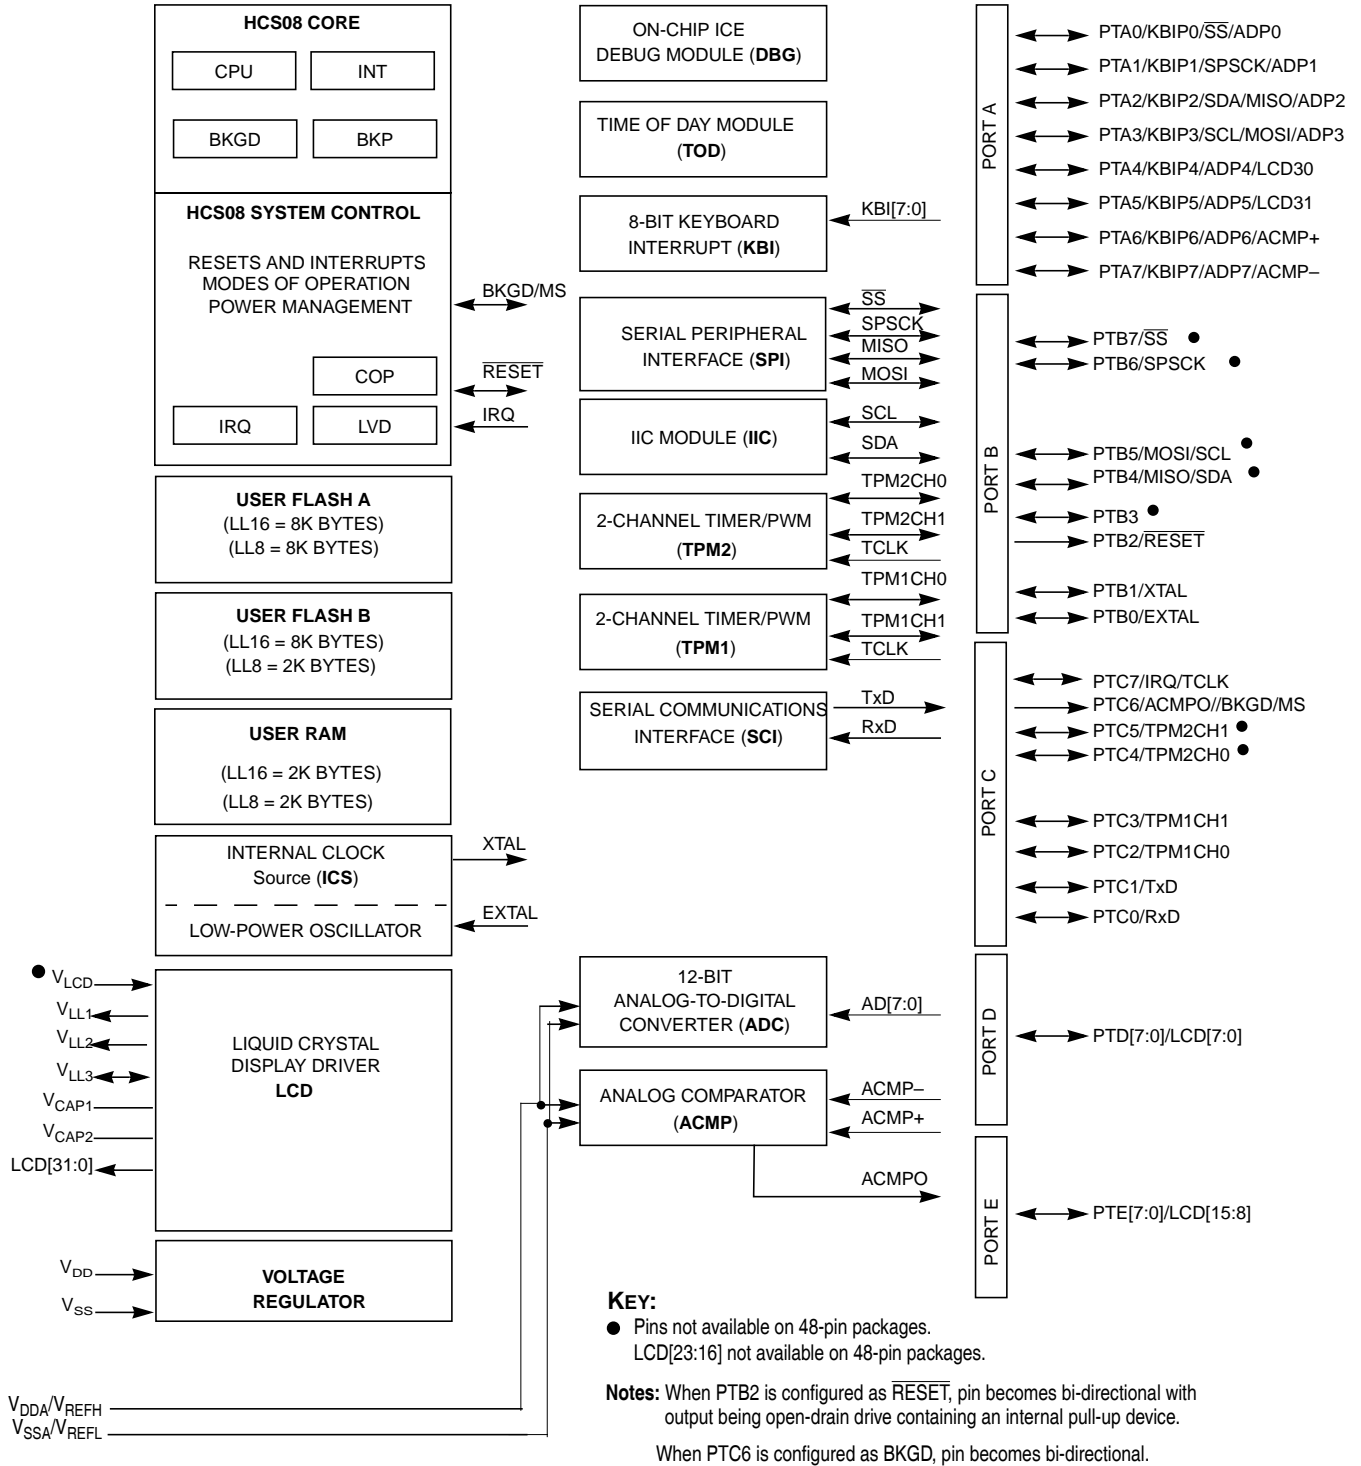 HCS08 CORE
CPU
INT
BKGD
BKP
HCS08 SYSTEM CONTROL
RESETS AND INTERRUPTS
MODES OF OPERATION
POWER MANAGEMENT
COP
IRQ
LVD
BKGD/MS
RESET
IRQ
USER FLASH A
(LL16 = 8K BYTES)
(LL8 = 8K BYTES)
USER FLASH B
(LL16 = 8K BYTES)
(LL8 = 2K BYTES)
USER RAM
(LL16 = 2K BYTES)
(LL8 = 2K BYTES)
INTERNAL CLOCK
Source (ICS)
LOW-POWER OSCILLATOR
XTAL
EXTAL
VLCD
VLL1
VLL2
VLL3
VCAP1
VCAP2
LCD[31:0]
LIQUID CRYSTAL
DISPLAY DRIVER
LCD
VDD
VSS
VOLTAGE
REGULATOR
VDDA/VREFH
VSSA/VREFL
ON-CHIP ICE
DEBUG MODULE (DBG)
TIME OF DAY MODULE
(TOD)
8-BIT KEYBOARD
INTERRUPT (KBI)
KBI[7:0]
SERIAL PERIPHERAL
INTERFACE (SPI)
SS
SPSCK
MISO
MOSI
IIC MODULE (IIC)
SCL
SDA
2-CHANNEL TIMER/PWM
(TPM2)
TPM2CH0
TPM2CH1
TCLK
2-CHANNEL TIMER/PWM
(TPM1)
TPM1CH0
TPM1CH1
TCLK
SERIAL COMMUNICATIONS
INTERFACE (SCI)
TxD
RxD
12-BIT
ANALOG-TO-DIGITAL
CONVERTER (ADC)
AD[7:0]
ANALOG COMPARATOR
(ACMP)
ACMP–
ACMP+
ACMPO
PORT A
PTA0/KBIP0/SS/ADP0
PTA1/KBIP1/SPSCK/ADP1
PTA2/KBIP2/SDA/MISO/ADP2
PTA3/KBIP3/SCL/MOSI/ADP3
PTA4/KBIP4/ADP4/LCD30
PTA5/KBIP5/ADP5/LCD31
PTA6/KBIP6/ADP6/ACMP+
PTA7/KBIP7/ADP7/ACMP–
PORT B
PTB7/SS ●
PTB6/SPSCK ●
PTB5/MOSI/SCL ●
PTB4/MISO/SDA ●
PTB3 ●
PTB2/RESET
PTB1/XTAL
PTB0/EXTAL
PORT C
PTC7/IRQ/TCLK
PTC6/ACMPO//BKGD/MS
PTC5/TPM2CH1 ●
PTC4/TPM2CH0 ●
PTC3/TPM1CH1
PTC2/TPM1CH0
PTC1/TxD
PTC0/RxD
PORT D
PTD[7:0]/LCD[7:0]
PORT E
PTE[7:0]/LCD[15:8]
KEY:
● Pins not available on 48-pin packages.
LCD[23:16] not available on 48-pin packages.
Notes: When PTB2 is configured as RESET, pin becomes bi-directional with
output being open-drain drive containing an internal pull-up device.
When PTC6 is configured as BKGD, pin becomes bi-directional.